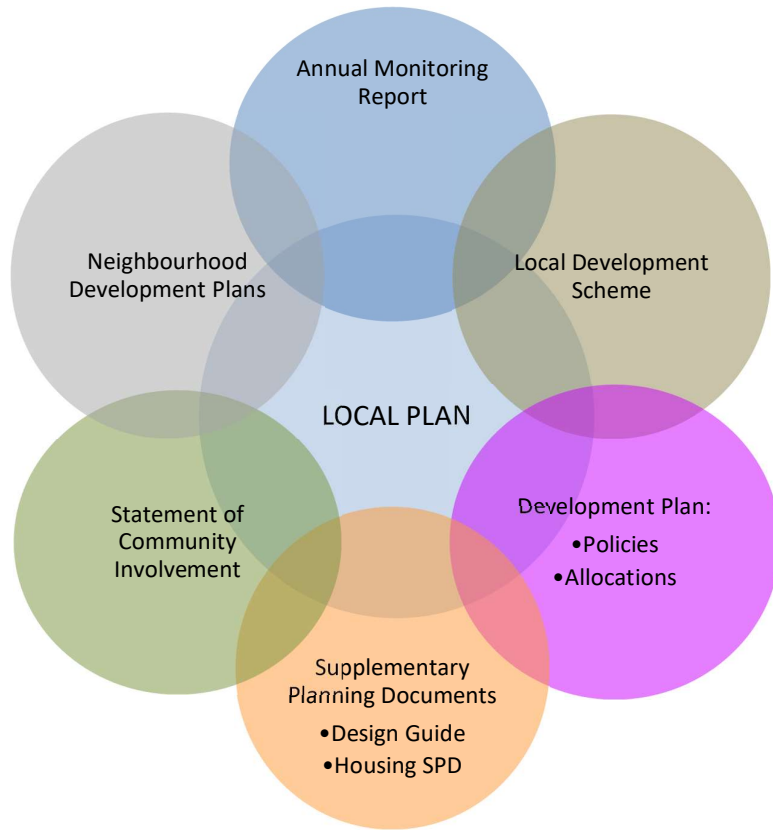 Annual Monitoring
Report
Neighbourhood
Development Plans
Local Development
Scheme
LOCAL PLAN
Statement of
Community
Involvement
Development Plan:
•Policies
•Allocations
Supplementary
Planning Documents
•Design Guide
•Housing SPD